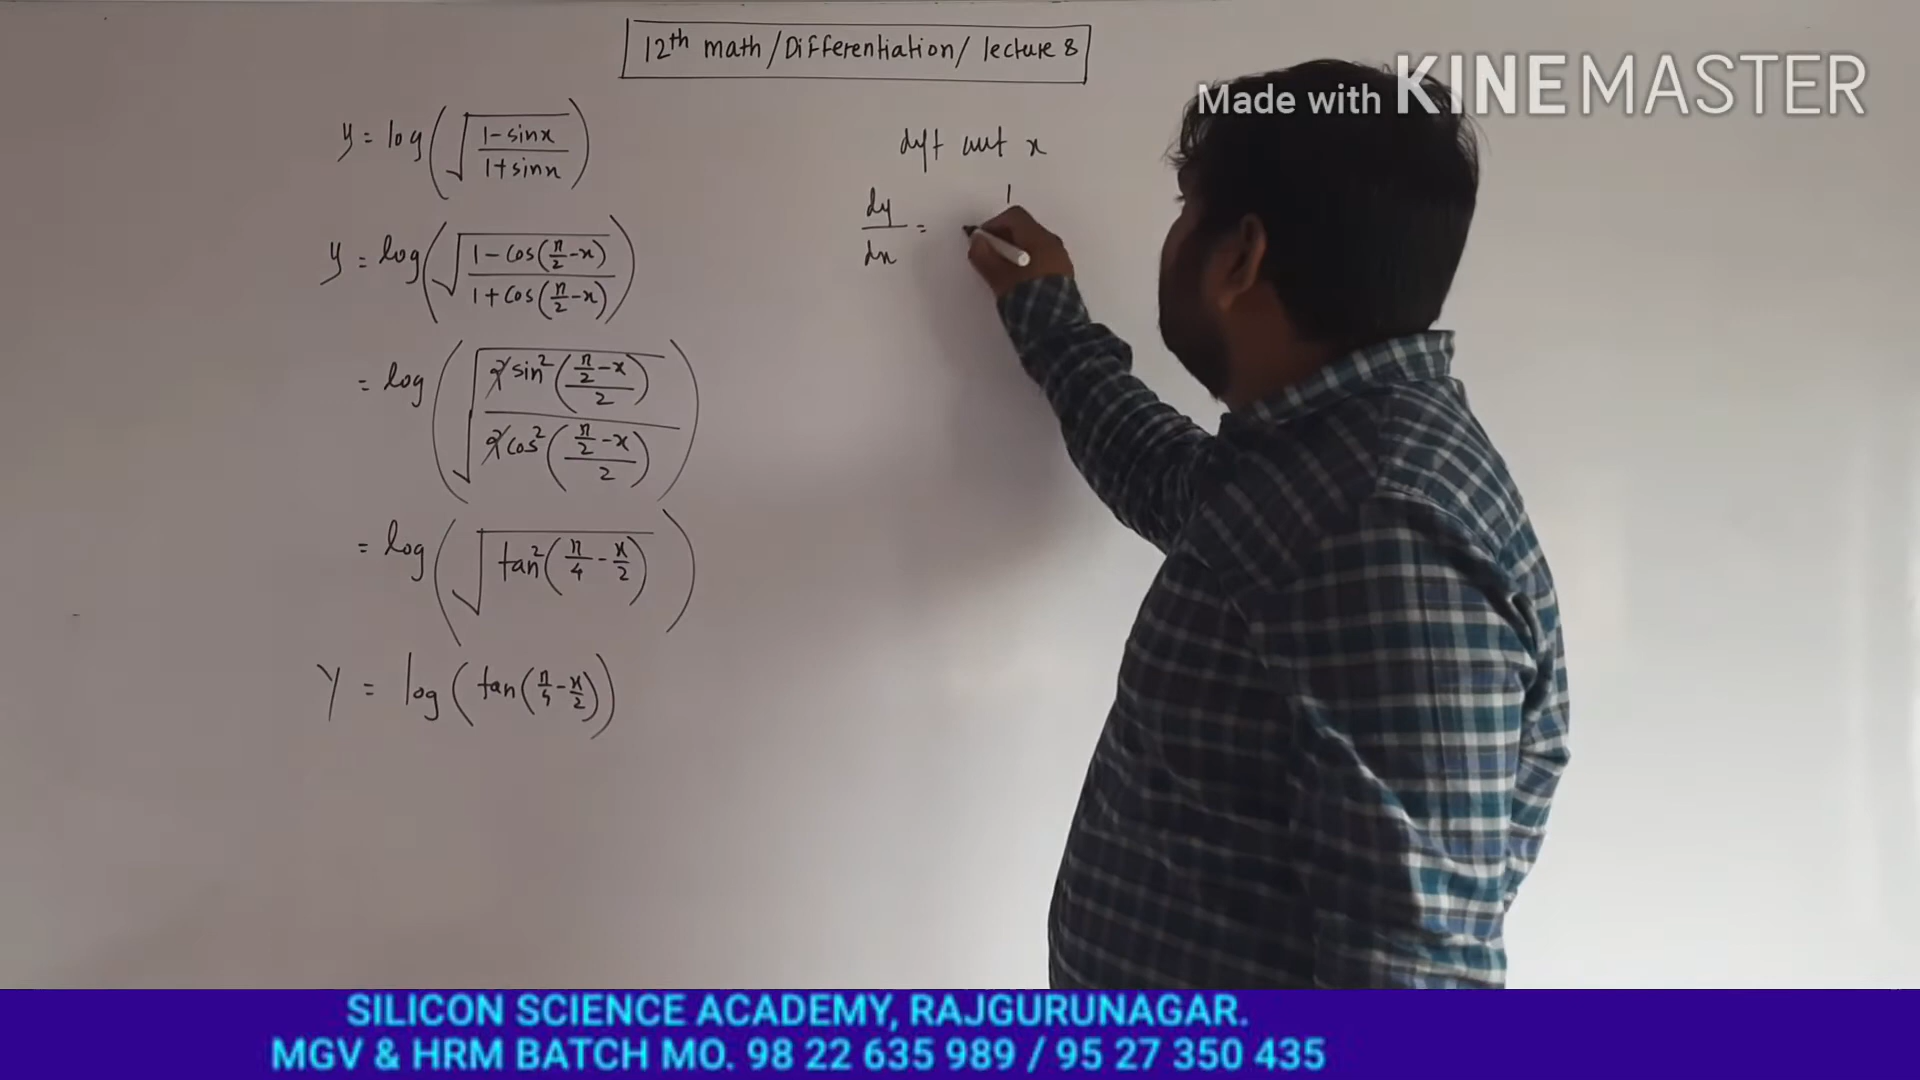 12th math/Differentiation/ lecture 8
Made with KINEMASTER
y = log(√((1-sinx)/(1+sinx)))
y = log(√((1-cos(π/2-x))/(1+cos(π/2-x))))
= log(√((2sin²((π/2-x)/2))/(2cos²((π/2-x)/2))))
= log(√(tan²(π/4-x/2)))
y = log(tan(π/4-x/2))
diff wrt x
dy/dx = 1
SILICON SCIENCE ACADEMY, RAJGURUNAGAR.
MGV & HRM BATCH MO. 98 22 635 989 / 95 27 350 435